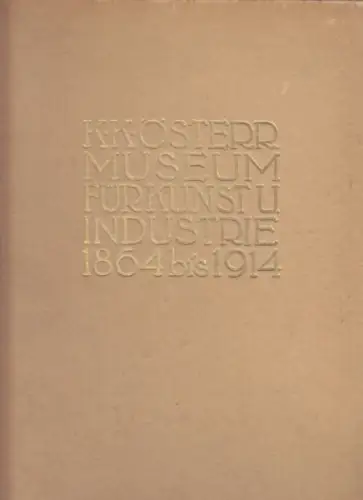 K.K. ÖSTERR.
MUSEUM
FÜR KUNST U.
INDUSTRIE
1864 bis 1914